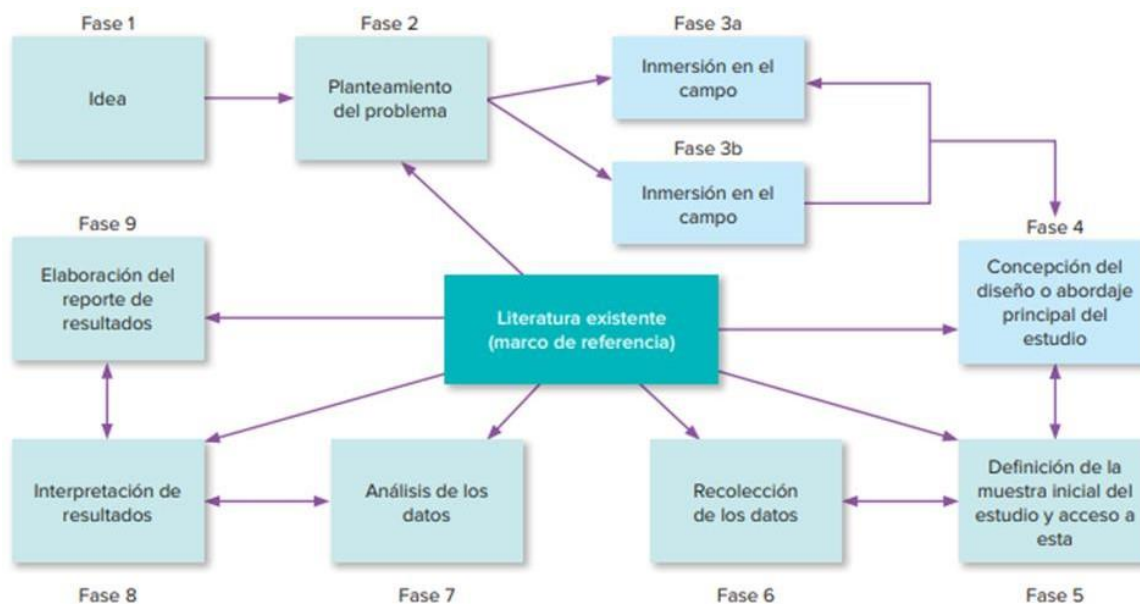 Fase 1
Idea
Fase 2
Planteamiento
del problema
Fase 3a
Inmersión en el
campo
Fase 3b
Inmersión en el
campo
Fase 4
Concepción del
diseño o abordaje
principal del
estudio
Fase 9
Elaboración del
reporte de
resultados
Literatura existente
(marco de referencia)
Interpretación de
resultados
Fase 8
Análisis de los
datos
Fase 7
Recolección
de los datos
Fase 6
Definición de la
muestra inicial del
estudio y acceso a
esta
Fase 5